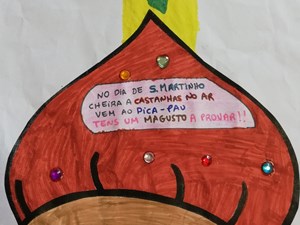 NO DIA DE S. MARTINHO
CHEIRA A CASTANHAS NO AR
VEM AO PICA-PAU
TENS UM MAGUSTO A PROVAR!!